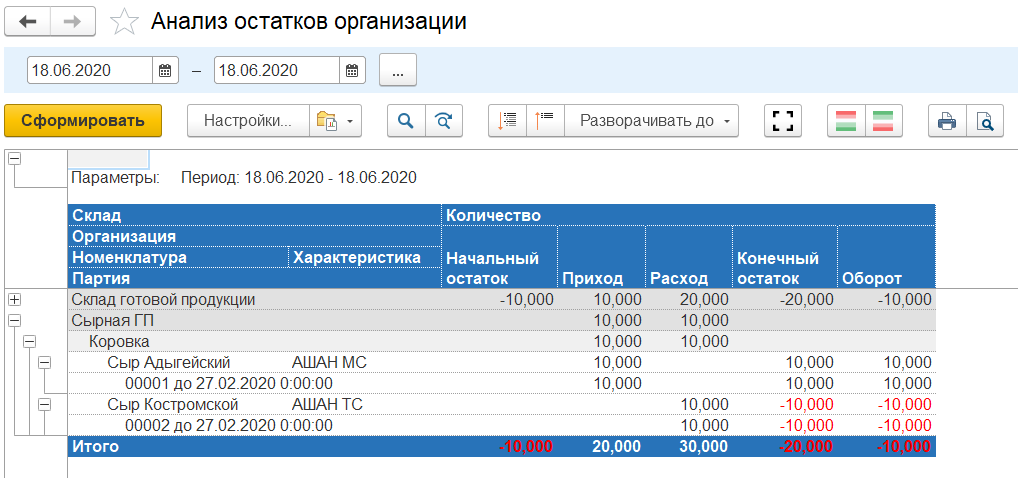 Анализ остатков организации
18.06.2020 – 18.06.2020 ...
Сформировать Настройки... Разворачивать до
Параметры: Период: 18.06.2020 - 18.06.2020
Склад Количество
Организация
Номенклатура Характеристика Начальный остаток Приход Расход Конечный остаток Оборот
Партия
Склад готовой продукции -10,000 10,000 20,000 -20,000 -10,000
Сырная ГП 10,000 10,000
Коровка 10,000 10,000
Сыр Адыгейский АШАН МС 10,000 10,000 10,000
00001 до 27.02.2020 0:00:00 10,000 10,000 10,000
Сыр Костромской АШАН ТС 10,000 -10,000 -10,000
00002 до 27.02.2020 0:00:00 10,000 -10,000 -10,000
Итого -10,000 20,000 30,000 -20,000 -10,000